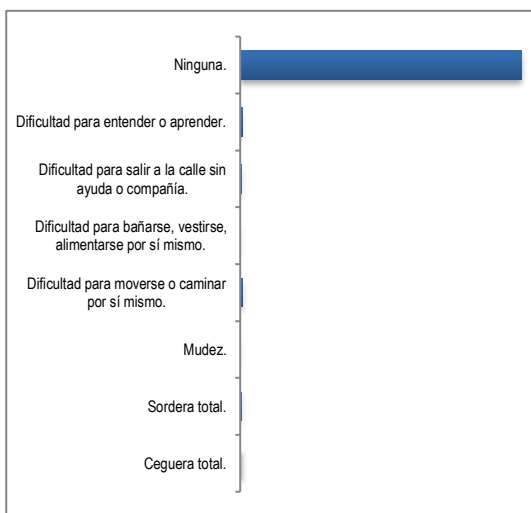 Ninguna.
Dificultad para entender o aprender.
Dificultad para salir a la calle sin
ayuda o compañía.
Dificultad para bañarse, vestirse,
alimentarse por sí mismo.
Dificultad para moverse o caminar
por sí mismo.
Mudez.
Sordera total.
Ceguera total.